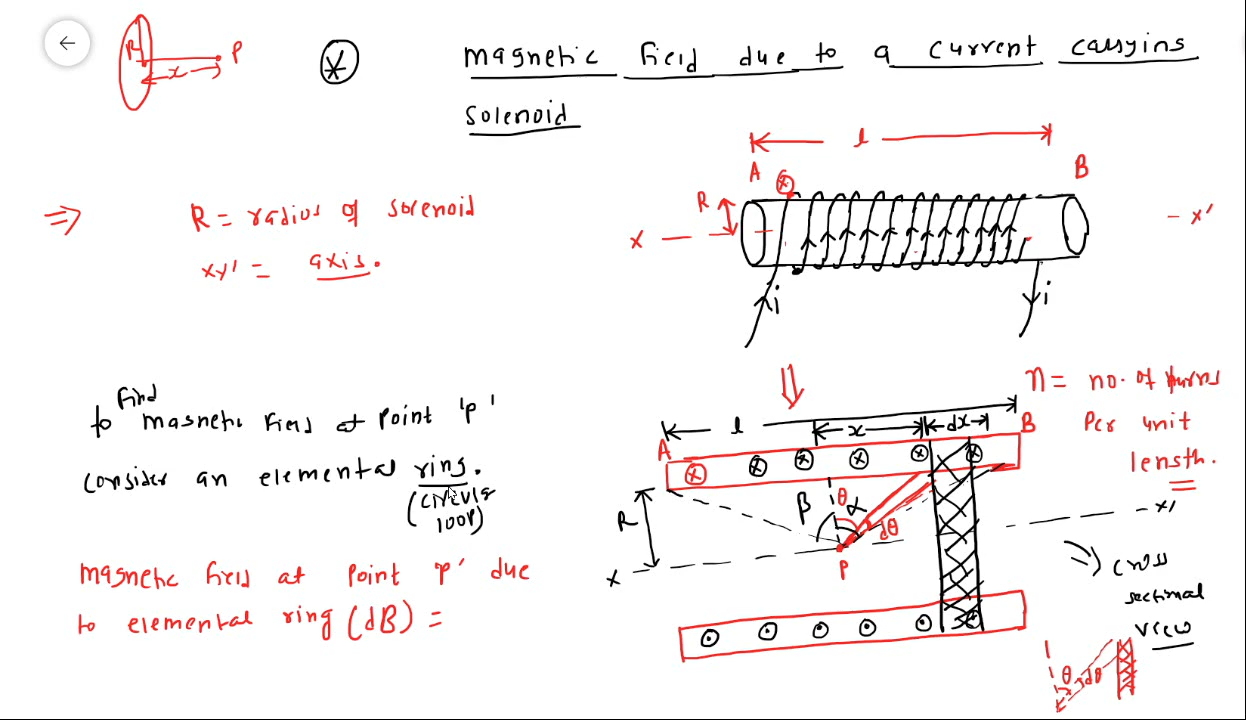 R
x
P
magnetic field due to a current carrying
solenoid
l
A
B
R
X
x'
i
i
R = radius of solenoid
xy' = axis.
to find magnetic field at point 'p'
consider an elemental ring.
(circular
loop)
magnetic field at point 'p' due
to elemental ring (dB) =
n = no. of turns
per unit
length.
l
x
dx
A
B
R
β
θ
α
dθ
P
X
x'
cross
sectional
view
θ
dθ